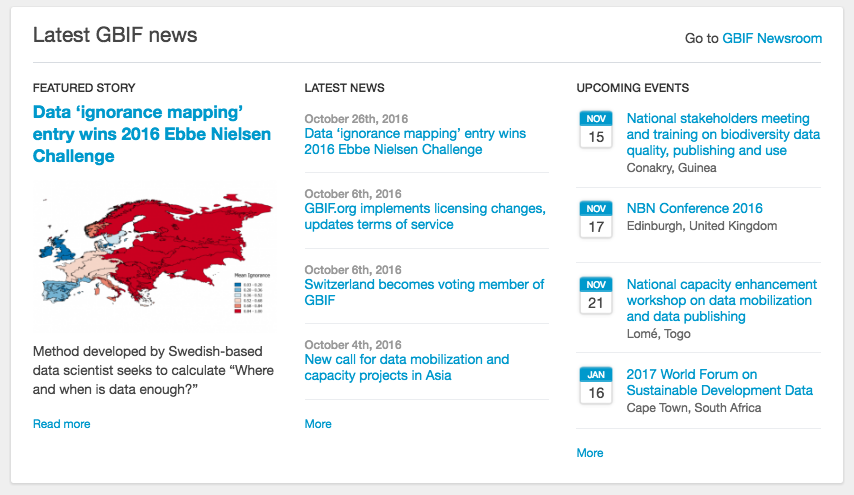 Latest GBIF news
Go to GBIF Newsroom
FEATURED STORY
Data ‘ignorance mapping’
entry wins 2016 Ebbe Nielsen
Challenge
Mean Ignorance
Method developed by Swedish-based
data scientist seeks to calculate “Where
and when is data enough?”
Read more
LATEST NEWS
October 26th, 2016
Data ‘ignorance mapping’ entry wins
2016 Ebbe Nielsen Challenge
October 6th, 2016
GBIF.org implements licensing changes,
updates terms of service
October 6th, 2016
Switzerland becomes voting member of
GBIF
October 4th, 2016
New call for data mobilization and
capacity projects in Asia
More
UPCOMING EVENTS
NOV
15
National stakeholders meeting
and training on biodiversity data
quality, publishing and use
Conakry, Guinea
NOV
17
NBN Conference 2016
Edinburgh, United Kingdom
NOV
21
National capacity enhancement
workshop on data mobilization
and data publishing
Lomé, Togo
JAN
16
2017 World Forum on
Sustainable Development Data
Cape Town, South Africa
More